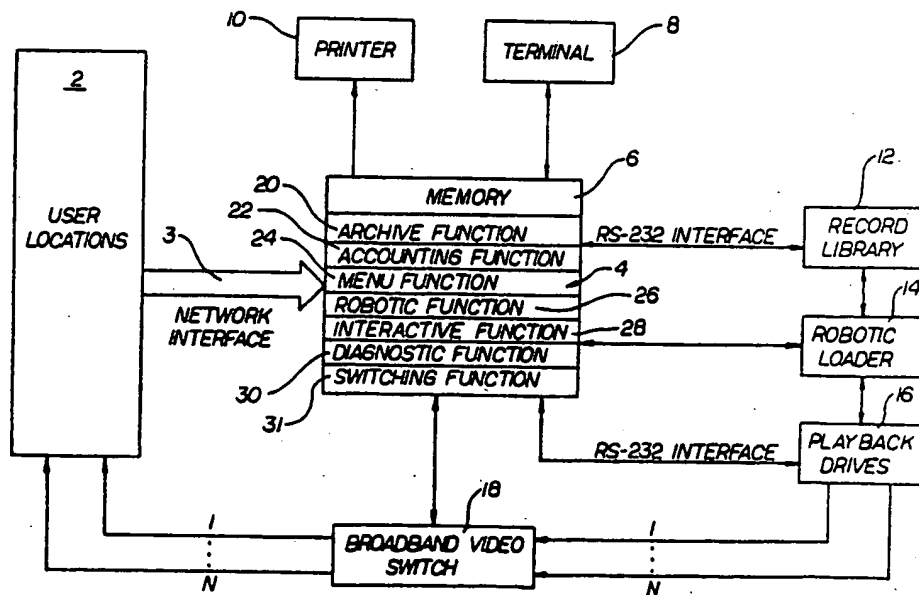 10
PRINTER
TERMINAL
8
2
USER
LOCATIONS
3
NETWORK
INTERFACE
6
MEMORY
20
ARCHIVE FUNCTION
22
ACCOUNTING FUNCTION
24
MENU FUNCTION
4
ROBOTIC FUNCTION
26
INTERACTIVE FUNCTION
28
30
DIAGNOSTIC FUNCTION
31
SWITCHING FUNCTION
RS-232 INTERFACE
12
RECORD
LIBRARY
14
ROBOTIC
LOADER
16
PLAYBACK
DRIVES
RS-232 INTERFACE
18
BROADBAND VIDEO
SWITCH
1
N
1
N